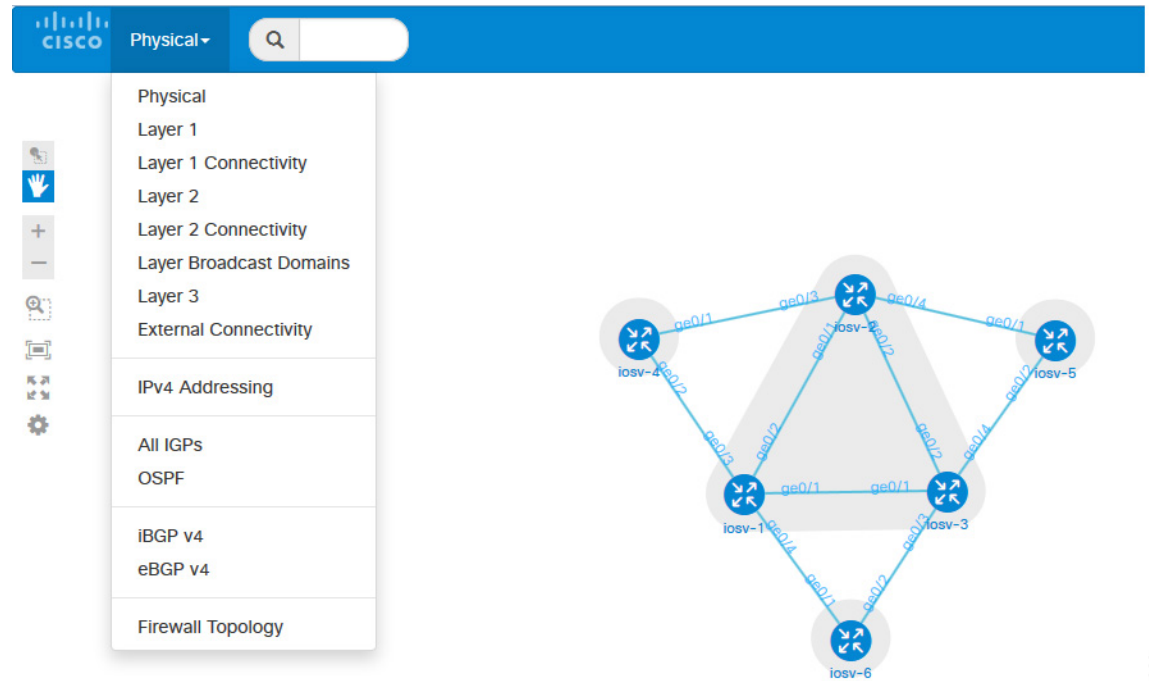 CISCO
Physical
Physical
Layer 1
Layer 1 Connectivity
Layer 2
Layer 2 Connectivity
Layer Broadcast Domains
Layer 3
External Connectivity
IPv4 Addressing
All IGPs
OSPF
iBGP v4
eBGP v4
Firewall Topology
ge0/3
ge0/4
ge0/1
ge0/1
iosv-2
ge0/1
ge0/2
iosv-4
iosv-5
ge0/2
ge0/2
ge0/3
ge0/2
ge0/2
ge0/4
ge0/1
ge0/1
iosv-1
iosv-3
ge0/4
ge0/3
ge0/1
ge0/2
iosv-6